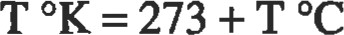 T °K = 273 + T °C